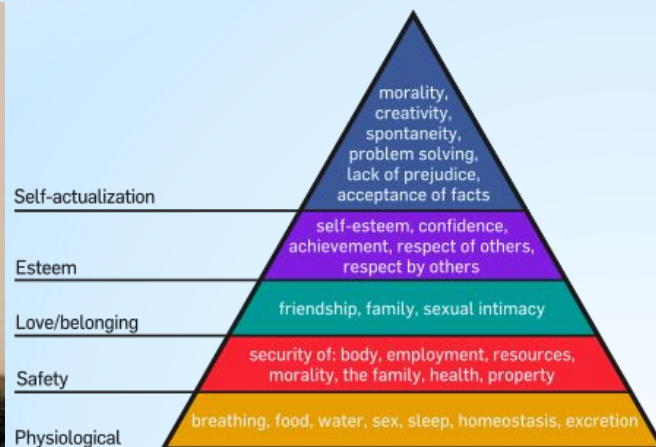 morality,
creativity,
spontaneity,
problem solving,
lack of prejudice,
acceptance of facts
Self-actualization
self-esteem, confidence,
achievement, respect of others,
respect by others
Esteem
friendship, family, sexual intimacy
Love/belonging
security of: body, employment, resources,
morality, the family, health, property
Safety
breathing, food, water, sex, sleep, homeostasis, excretion
Physiological